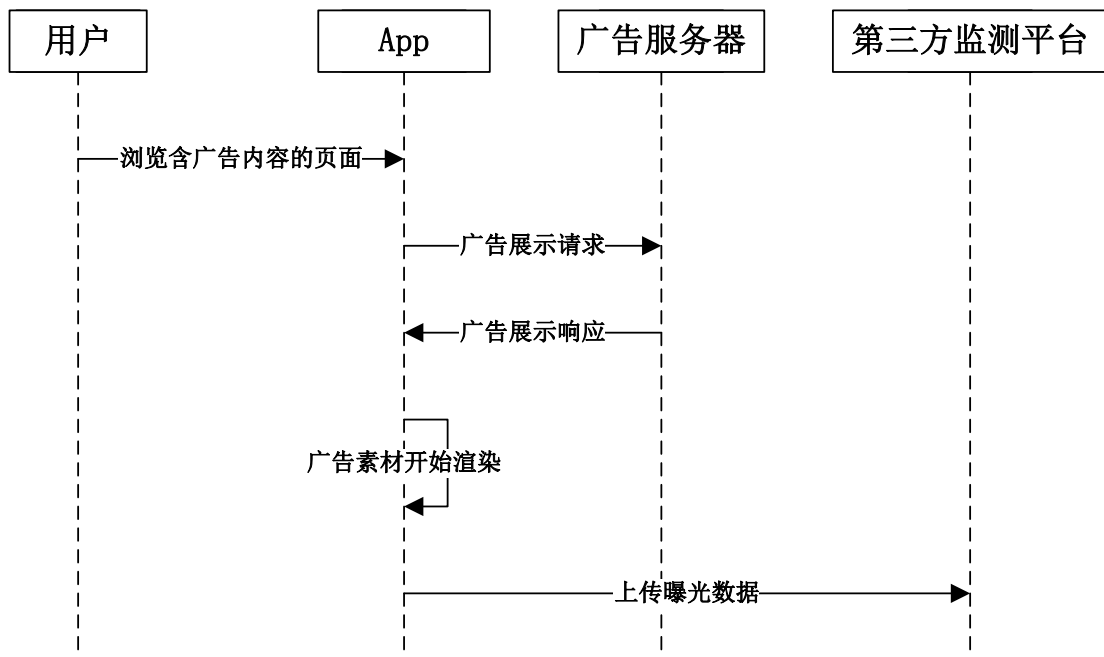 用户
App
广告服务器
第三方监测平台
浏览含广告内容的页面
广告展示请求
广告展示响应
广告素材开始渲染
上传曝光数据